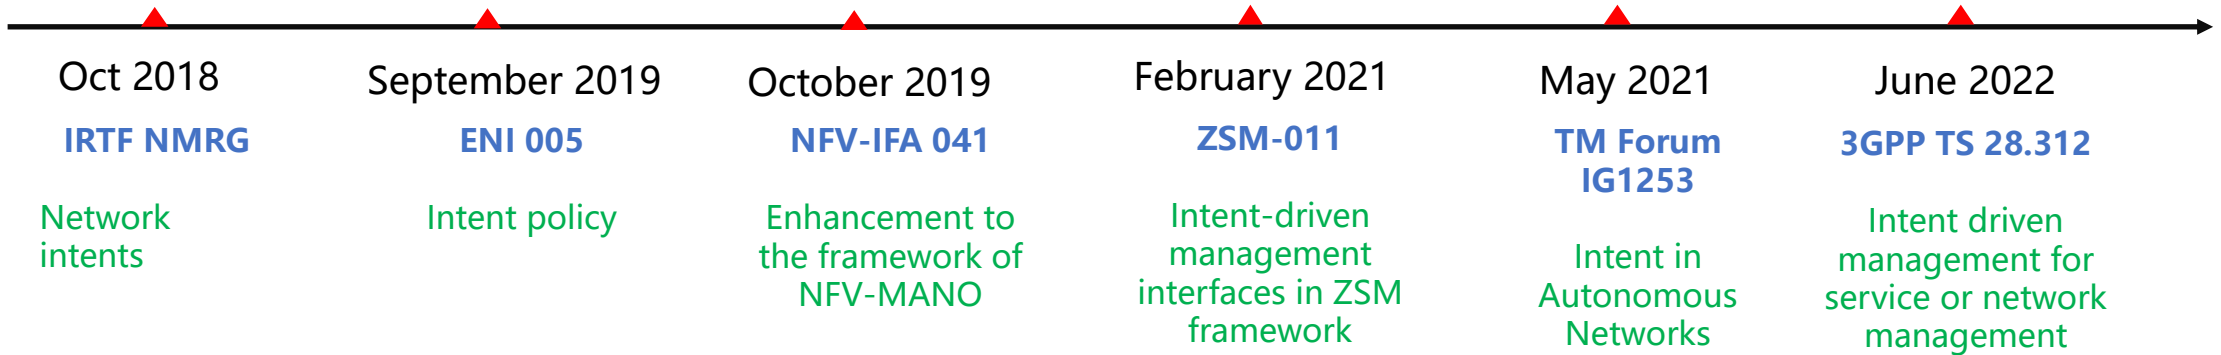 Oct 2018
IRTF NMRG
Network
intents
September 2019
ENI 005
Intent policy
October 2019
NFV-IFA 041
Enhancement to
the framework of
NFV-MANO
February 2021
ZSM-011
Intent-driven
management
interfaces in ZSM
framework
May 2021
TM Forum
IG1253
Intent in
Autonomous
Networks
June 2022
3GPP TS 28.312
Intent driven
management for
service or network
management